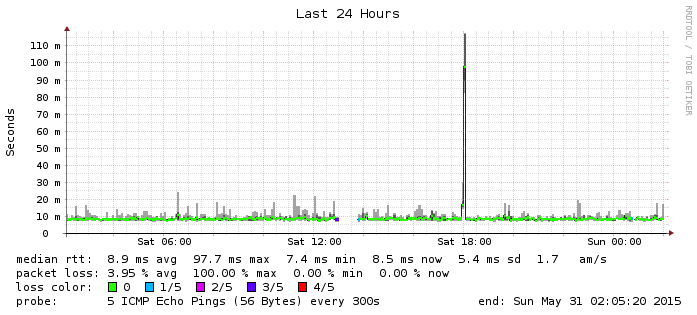 Last 24 Hours
RRDTOOL / TOBI OETIKER
Seconds
110 m
100 m
90 m
80 m
70 m
60 m
50 m
40 m
30 m
20 m
10 m
0
Sat 06:00 Sat 12:00 Sat 18:00 Sun 00:00
median rtt: 8.9 ms avg 97.7 ms max 7.4 ms min 8.5 ms now 5.4 ms sd 1.7 am/s
packet loss: 3.95 % avg 100.00 % max 0.00 % min 0.00 % now
loss color: 0 1/5 2/5 3/5 4/5
probe: 5 ICMP Echo Pings (56 Bytes) every 300s end: Sun May 31 02:05:20 2015